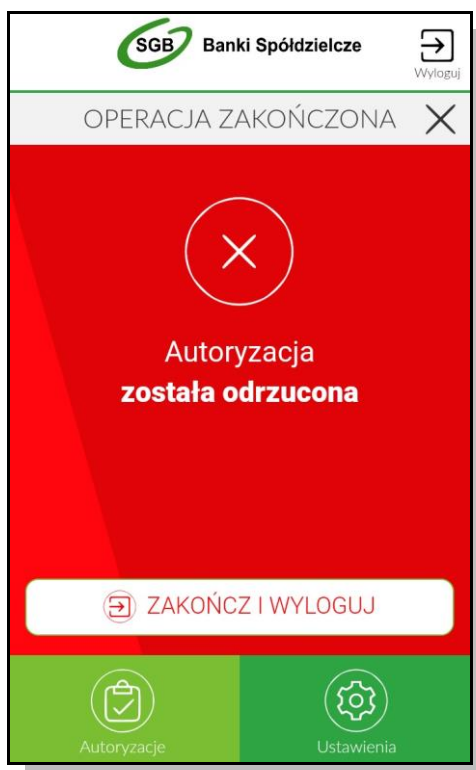 SGB Banki Spółdzielcze
Wyloguj
OPERACJA ZAKOŃCZONA
Autoryzacja
została odrzucona
ZAKOŃCZ I WYLOGUJ
Autoryzacje Ustawienia